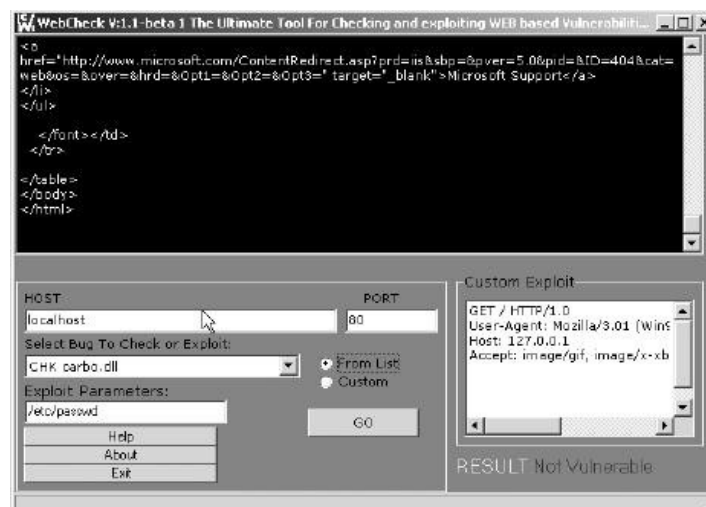 WebCheck V:1.1-beta 1 The Ultimate Tool For Checking and exploiting WEB based Vulnerabiliti...
<a
href="http://www.microsoft.com/ContentRedirect.asp?prd=iis&sbp=&pver=5.0&pid=&ID=404&cat=
web&os=&over=&hrd=&Opt1=&Opt2=&Opt3=" target="_blank">Microsoft Support</a>
</li>
</ul>
</font></td>
</tr>
</table>
</body>
</html>
HOST
PORT
localhost
80
Select Bug To Check or Exploit:
CHK carbo.dll
From List
Custom
Exploit Parameters:
/etc/passwd
GO
Help
About
Exit
Custom Exploit
GET / HTTP/1.0
User-Agent: Mozilla/3.01 (Win9
Host: 127.0.0.1
Accept: image/gif, image/x-xb
RESULT Not Vulnerable